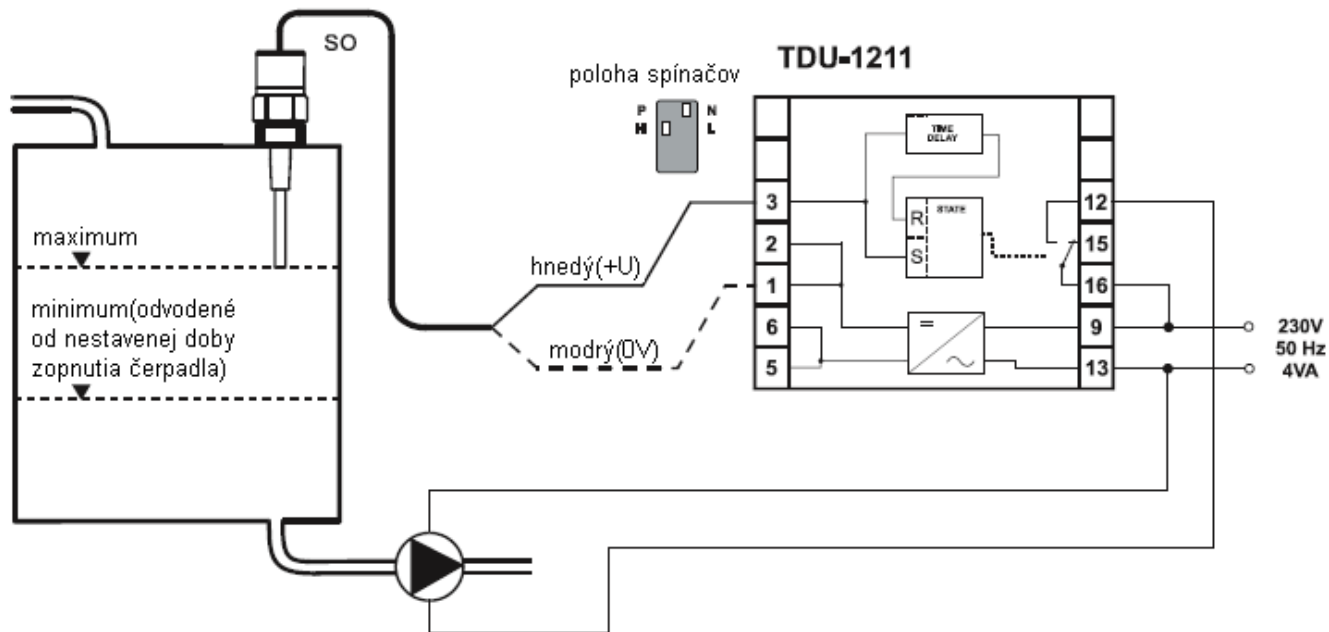 SO
TDU-1211
poloha spínačov
P N
H L
TIME
DELAY
STATE
R
S
3
2
1
6
5
12
15
16
9
13
maximum
minimum(odvodené
od nestavenej doby
zopnutia čerpadla)
hnedý(+U)
modrý(0V)
230V
50 Hz
4VA